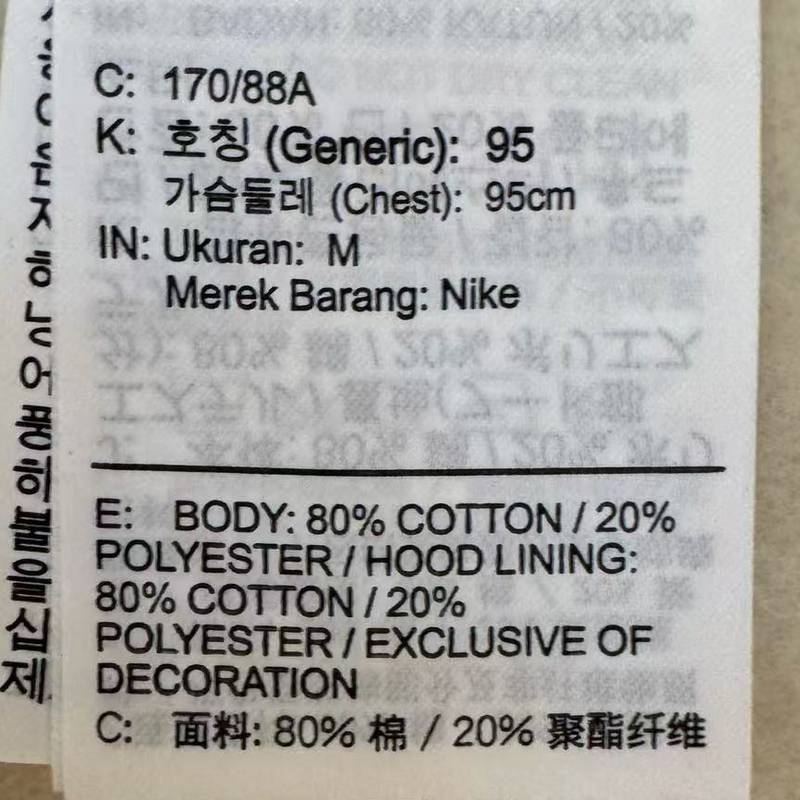 C: 170/88A
K: 호칭 (Generic): 95
가슴둘레 (Chest): 95cm
IN: Ukuran: M
Merek Barang: Nike
E: BODY: 80% COTTON / 20%
POLYESTER / HOOD LINING:
80% COTTON / 20%
POLYESTER / EXCLUSIVE OF
DECORATION
C: 面料: 80% 棉 / 20% 聚酯纤维